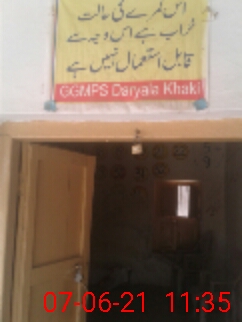 اس کمرے کی حالت
خراب ہے اس وجہ سے
قابل استعمال نہیں ہے
GGMPS Daryala Khaki
07-06-21 11:35